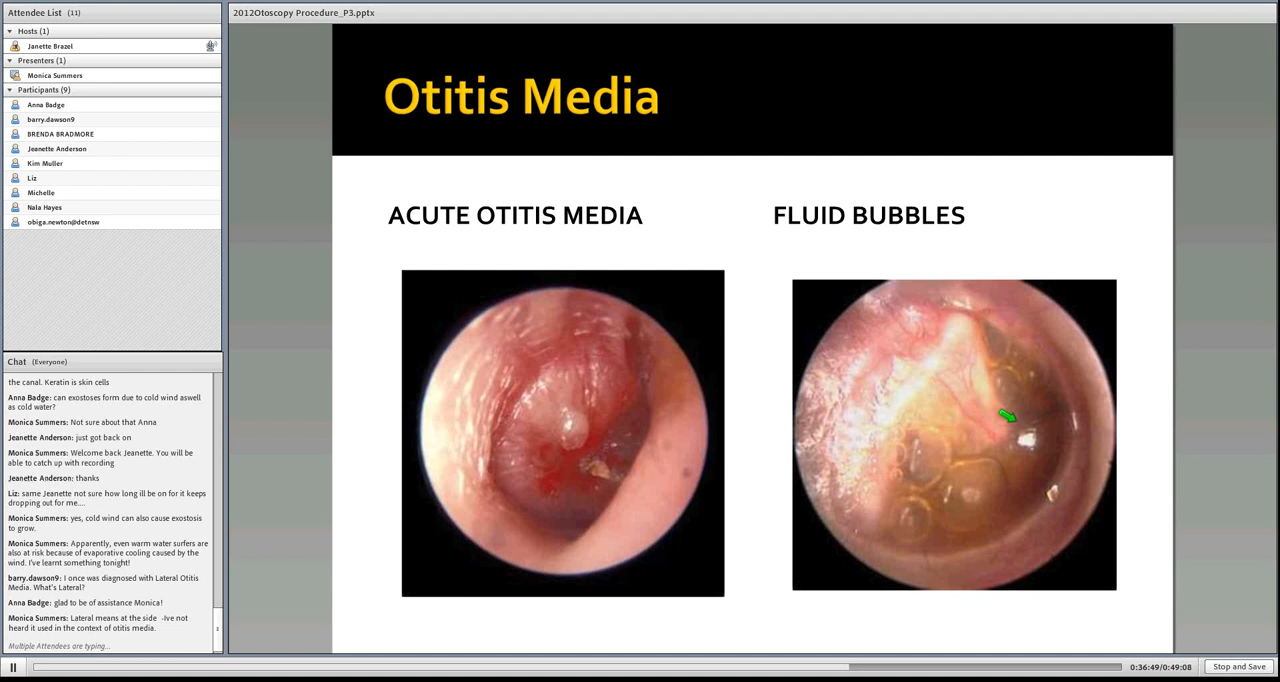 Attendee List (11)
Hosts (1)
Janette Brazel
Presenters (1)
Monica Summers
Participants (9)
Anna Badge
barry.dawson9
BRENDA BRADMORE
Jeanette Anderson
Kim Muller
Liz
Michelle
Nala Hayes
obiga.newton@detnsw
Chat (Everyone)
the canal. Keratin is skin cells
Anna Badge: can exostoses form due to cold wind aswell
as cold water?
Monica Summers: Not sure about that Anna
Jeanette Anderson: just got back on
Monica Summers: Welcome back Jeanette. You will be
able to catch up with recording
Jeanette Anderson: thanks
Liz: same Jeanette not sure how long ill be on for it keeps
dropping out for me....
Monica Summers: yes, cold wind can also cause exostosis
to grow.
Monica Summers: Apparently, even warm water surfers are
also at risk because of evaporative cooling caused by the
wind. I've learnt something tonight!
barry.dawson9: I once was diagnosed with Lateral Otitis
Media. What's Lateral?
Anna Badge: glad to be of assistance Monica!
Monica Summers: Lateral means at the side -Ive not
heard it used in the context of otitis media.
Multiple Attendees are typing...
2012Otoscopy Procedure_P3.pptx
Otitis Media
ACUTE OTITIS MEDIA
FLUID BUBBLES
0:36:49/0:49:08
Stop and Save